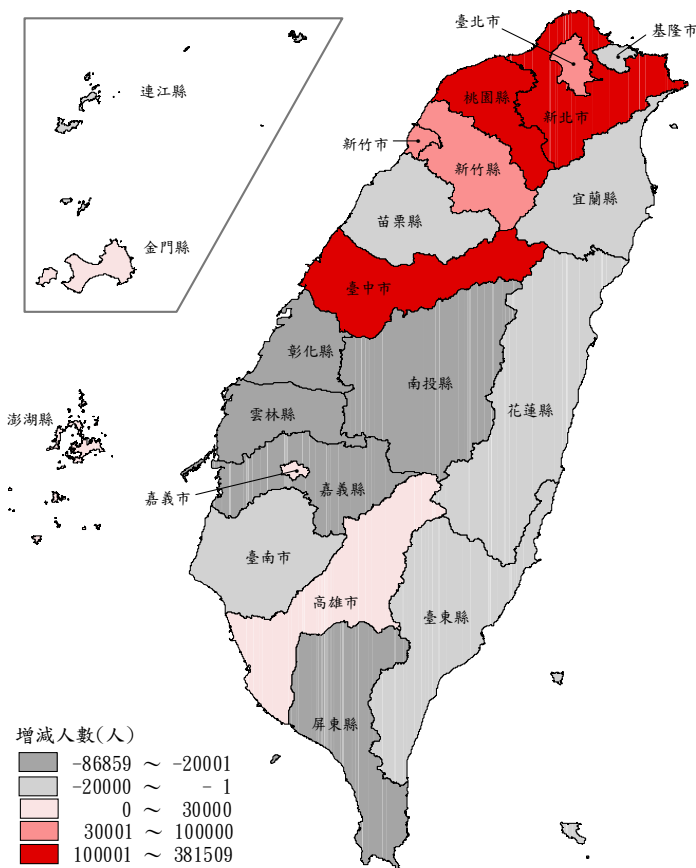 臺北市
基隆市
連江縣
桃園縣
新北市
新竹市
新竹縣
宜蘭縣
苗栗縣
金門縣
臺中市
彰化縣
南投縣
花蓮縣
雲林縣
澎湖縣
嘉義市
嘉義縣
臺南市
高雄市
臺東縣
屏東縣
增減人數(人)
-86859 ～ -20001
-20000 ～ - 1
0 ～ 30000
30001 ～ 100000
100001 ～ 381509